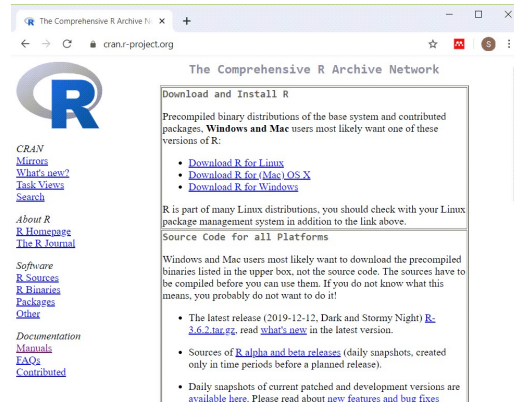 The Comprehensive R Archive Ne
cran.r-project.org
S
R
CRAN
Mirrors
What's new?
Task Views
Search
About R
R Homepage
The R Journal
Software
R Sources
R Binaries
Packages
Other
Documentation
Manuals
FAQs
Contributed
The Comprehensive R Archive Network
Download and Install R
Precompiled binary distributions of the base system and contributed
packages, Windows and Mac users most likely want one of these
versions of R:
• Download R for Linux
• Download R for (Mac) OS X
• Download R for Windows
R is part of many Linux distributions, you should check with your Linux
package management system in addition to the link above.
Source Code for all Platforms
Windows and Mac users most likely want to download the precompiled
binaries listed in the upper box, not the source code. The sources have to
be compiled before you can use them. If you do not know what this
means, you probably do not want to do it!
• The latest release (2019-12-12, Dark and Stormy Night) R-
3.6.2.tar.gz, read what's new in the latest version.
• Sources of R alpha and beta releases (daily snapshots, created
only in time periods before a planned release).
• Daily snapshots of current patched and development versions are
available here. Please read about new features and bug fixes